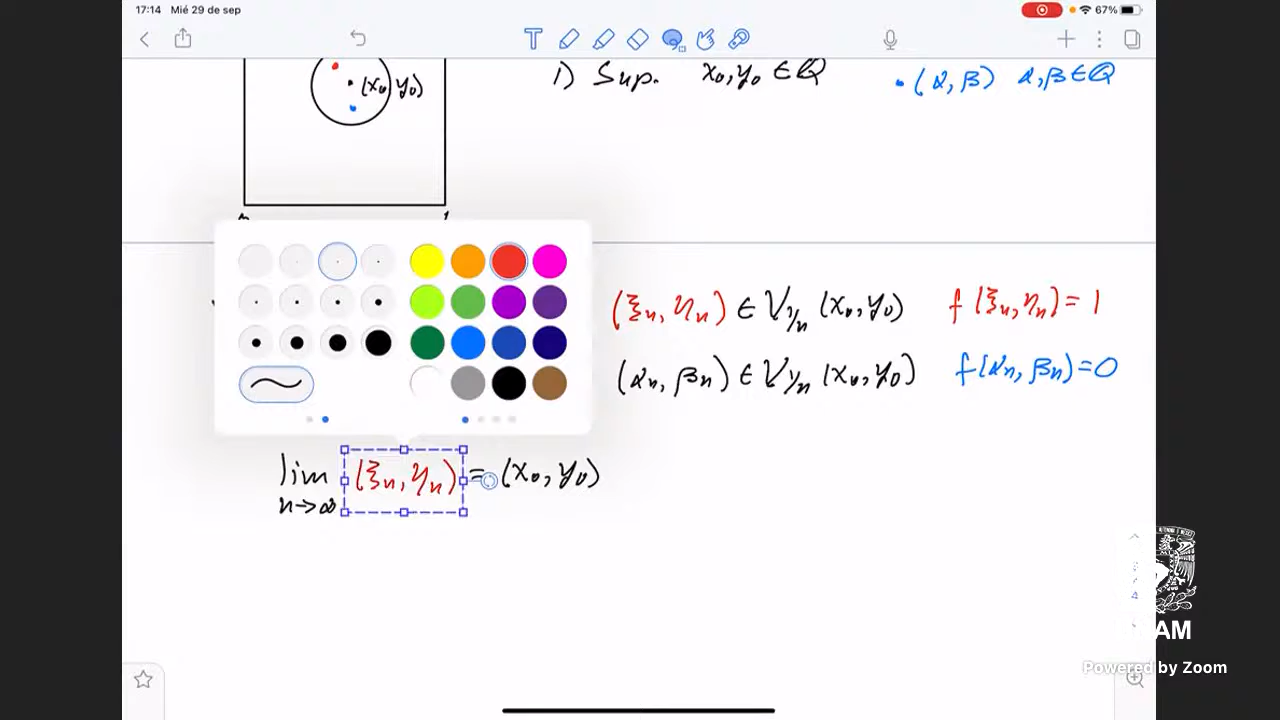 17:14 Mié 29 de sep 67%
(x₀, y₀) 1) Sup. x₀, y₀ ∈ ℚ • (α, β) α, β ∈ ℚ
(ξₙ, ηₙ) ∈ V₁/ₙ (x₀, y₀) f (ξₙ, ηₙ) = 1
(αₙ, βₙ) ∈ V₁/ₙ (x₀, y₀) f(αₙ, βₙ) = 0
lim (ξₙ, ηₙ) = (x₀, y₀)
n→∞
Powered by Zoom